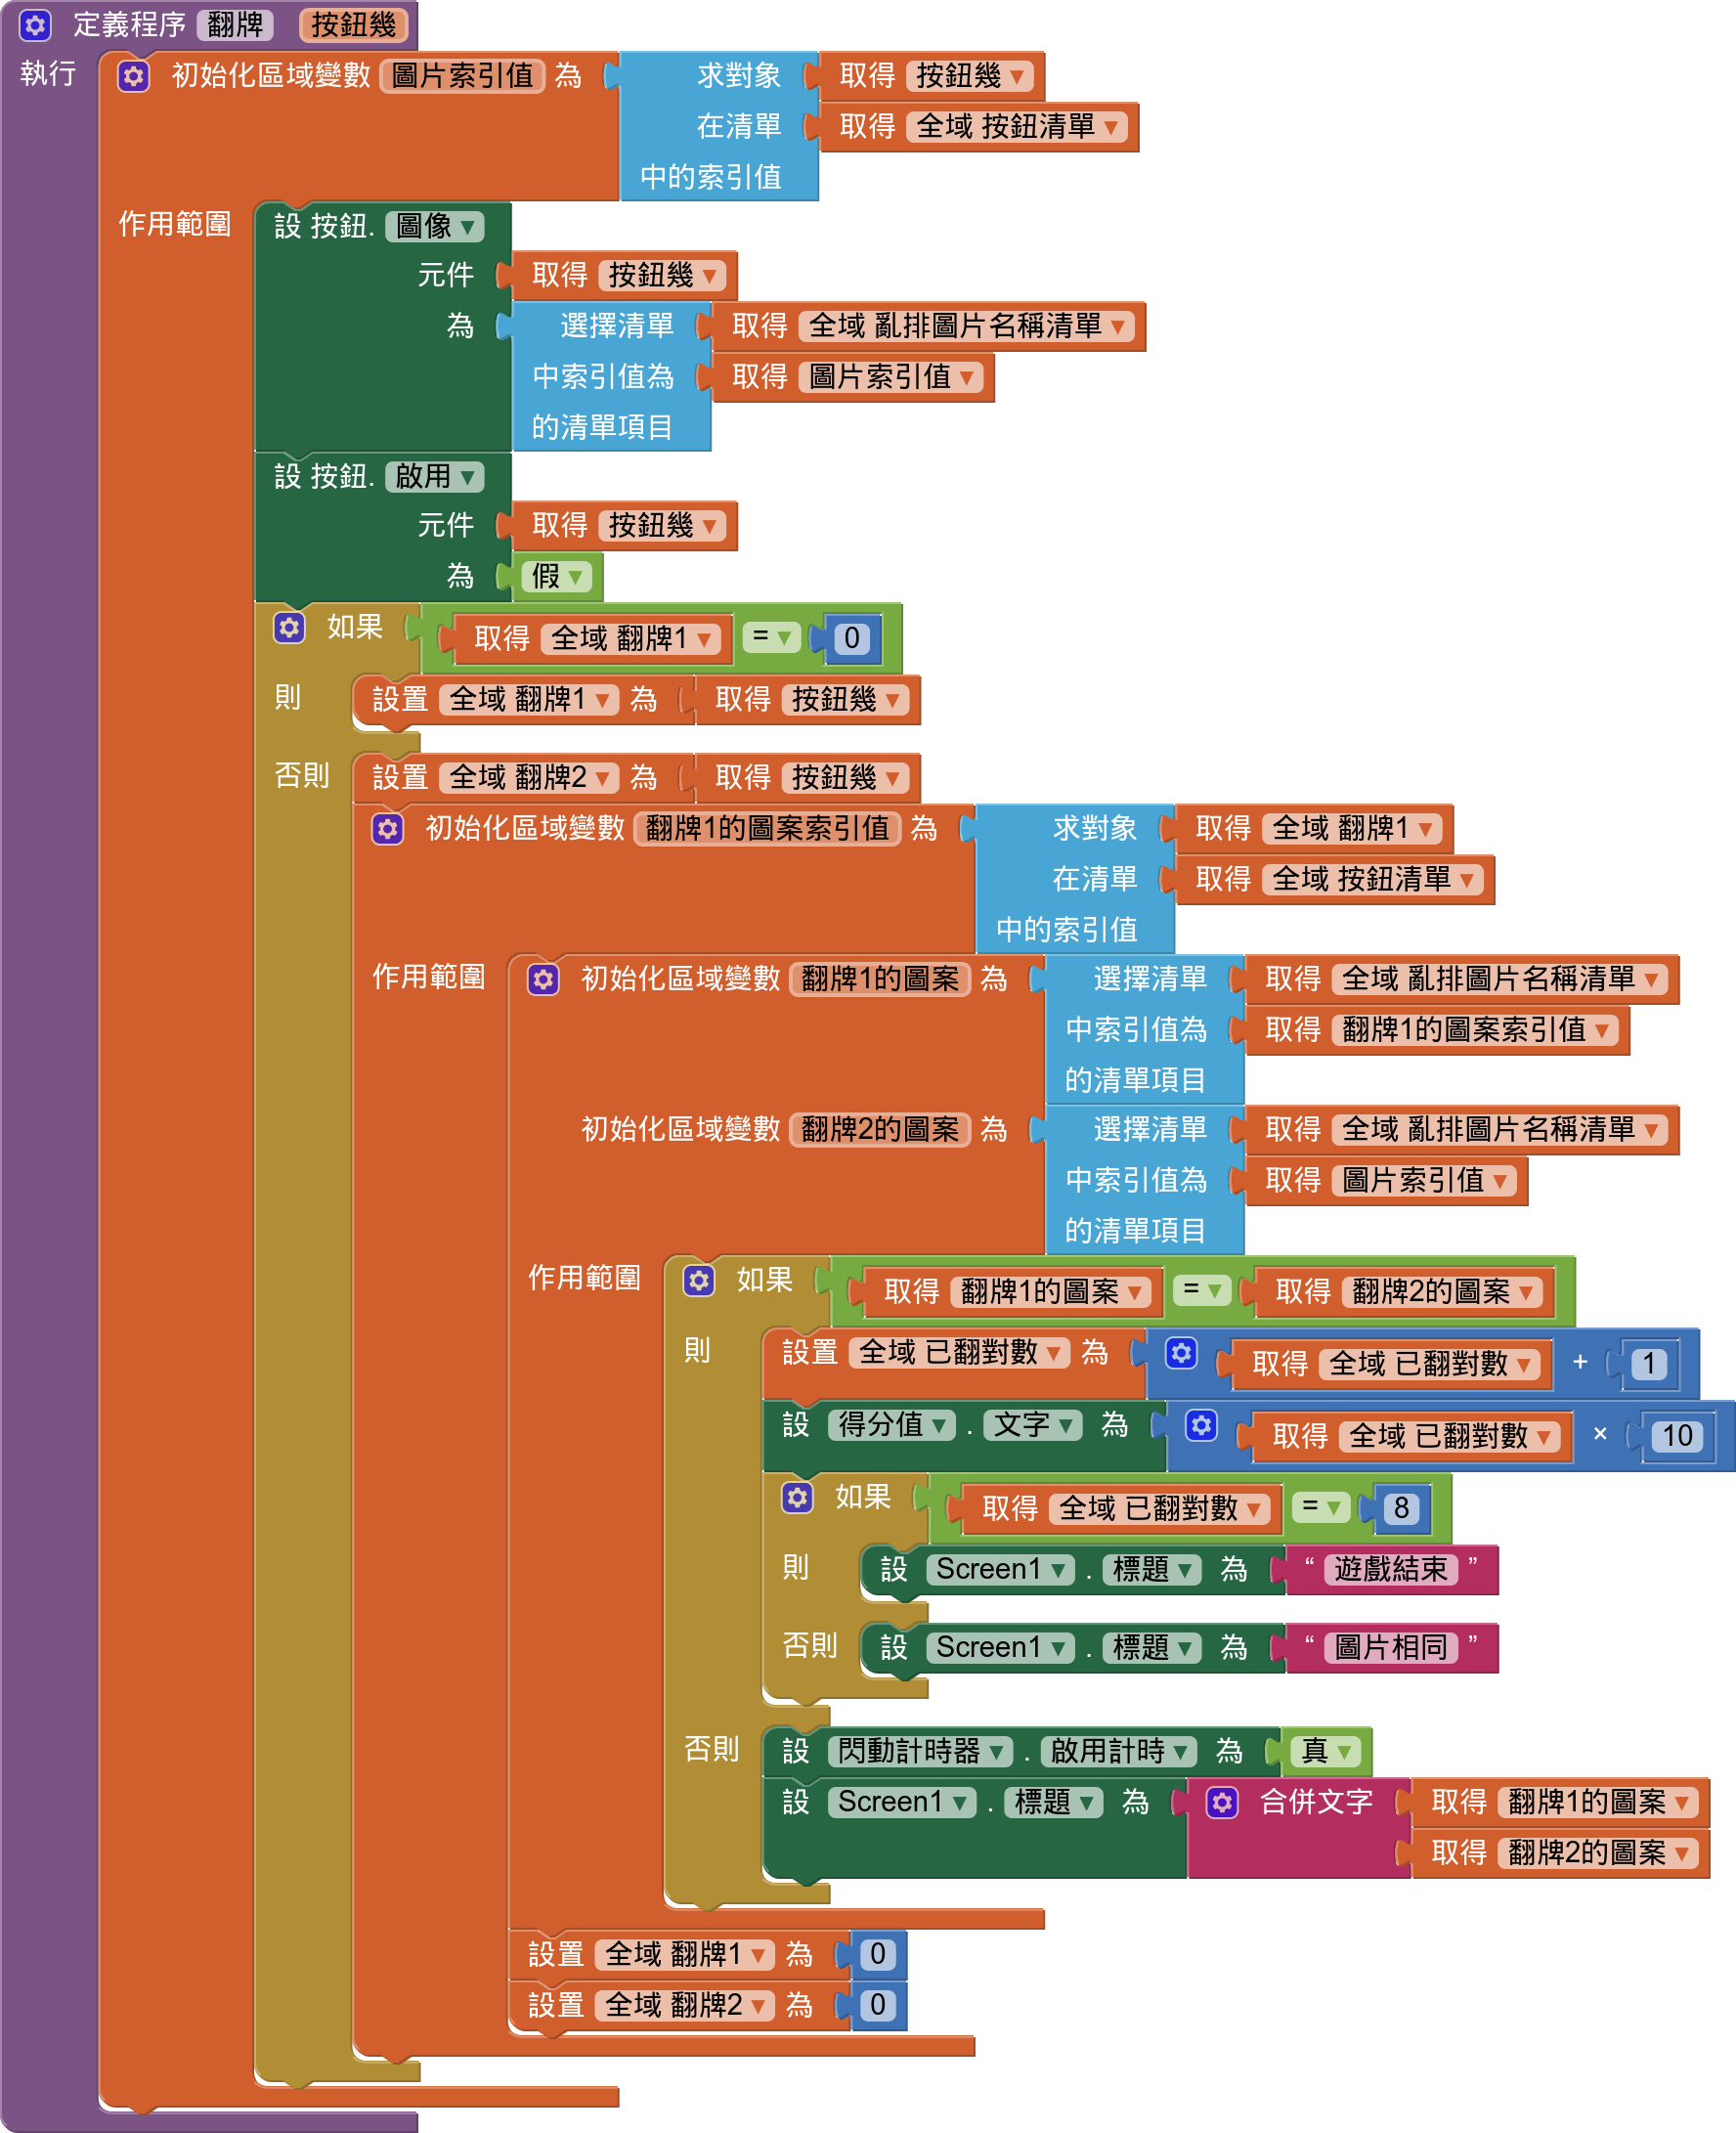 定義程序 翻牌 按鈕幾
執行 初始化區域變數 圖片索引值 為 求對象 取得 按鈕幾
在清單 取得 全域 按鈕清單
中的索引值
作用範圍 設 按鈕. 圖像
元件 取得 按鈕幾
為 選擇清單 取得 全域 亂排圖片名稱清單
中索引值為 取得 圖片索引值
的清單項目
設 按鈕. 啟用
元件 取得 按鈕幾
為 假
如果 取得 全域 翻牌1 = 0
則 設置 全域 翻牌1 為 取得 按鈕幾
否則 設置 全域 翻牌2 為 取得 按鈕幾
初始化區域變數 翻牌1的圖案索引值 為 求對象 取得 全域 翻牌1
在清單 取得 全域 按鈕清單
中的索引值
作用範圍 初始化區域變數 翻牌1的圖案 為 選擇清單 取得 全域 亂排圖片名稱清單
中索引值為 取得 翻牌1的圖案索引值
的清單項目
初始化區域變數 翻牌2的圖案 為 選擇清單 取得 全域 亂排圖片名稱清單
中索引值為 取得 圖片索引值
的清單項目
作用範圍 如果 取得 翻牌1的圖案 = 取得 翻牌2的圖案
則 設置 全域 已翻對數 為 取得 全域 已翻對數 + 1
設 得分值 . 文字 為 取得 全域 已翻對數 × 10
如果 取得 全域 已翻對數 = 8
則 設 Screen1 . 標題 為 “ 遊戲結束 ”
否則 設 Screen1 . 標題 為 “ 圖片相同 ”
否則 設 閃動計時器 . 啟用計時 為 真
設 Screen1 . 標題 為 合併文字 取得 翻牌1的圖案
取得 翻牌2的圖案
設置 全域 翻牌1 為 0
設置 全域 翻牌2 為 0